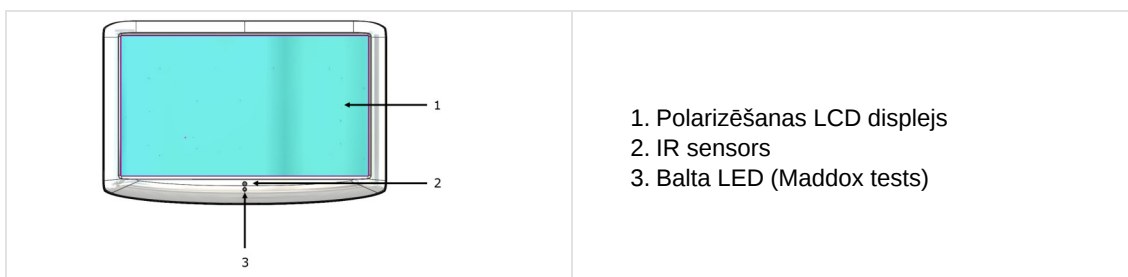 1
2
3
1. Polarizēšanas LCD displejs
2. IR sensors
3. Balta LED (Maddox tests)